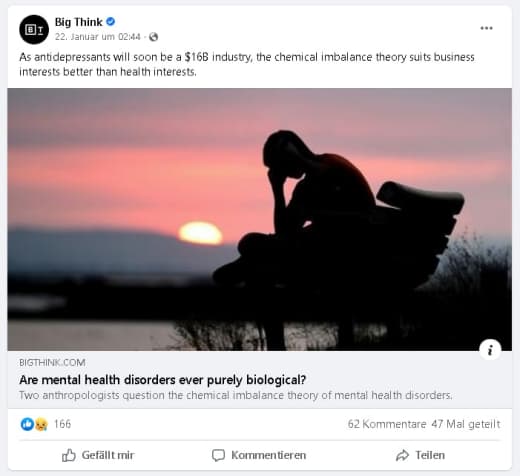 BT
Big Think
22. Januar um 02:44 ·
As antidepressants will soon be a $16B industry, the chemical imbalance theory suits business
interests better than health interests.
i
BIGTHINK.COM
Are mental health disorders ever purely biological?
Two anthropologists question the chemical imbalance theory of mental health disorders.
166
62 Kommentare 47 Mal geteilt
Gefällt mir
Kommentieren
Teilen